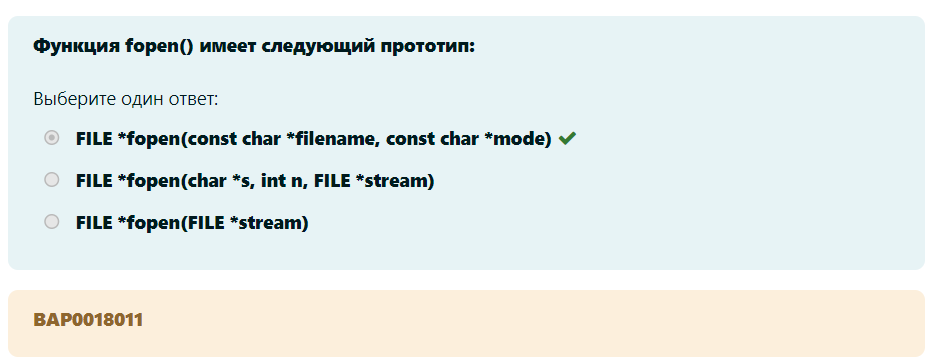 Функция fopen() имеет следующий прототип:
Выберите один ответ:
FILE *fopen(const char *filename, const char *mode)
FILE *fopen(char *s, int n, FILE *stream)
FILE *fopen(FILE *stream)
BAP0018011